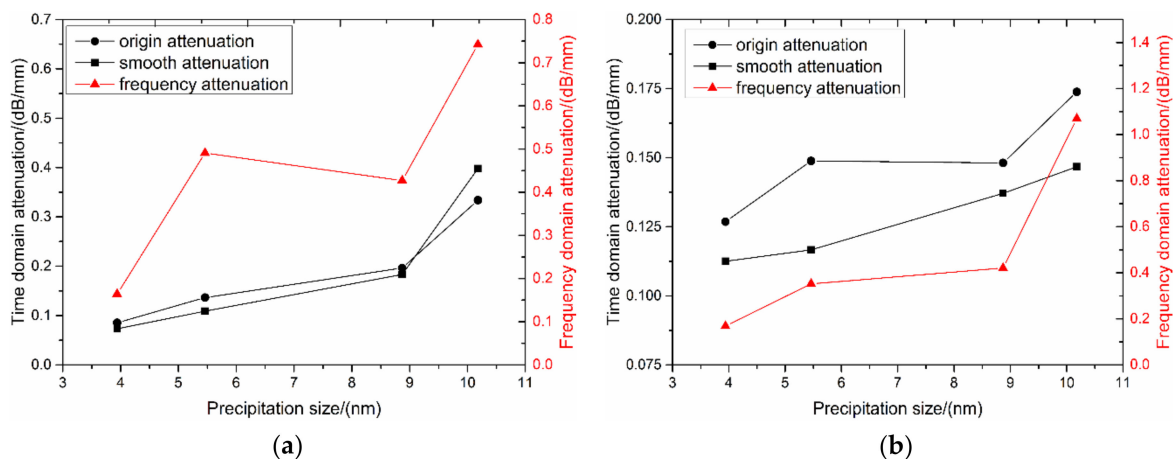 0.7
0.6
0.5
0.4
0.3
0.2
0.1
0.0
Time domain attenuation/(dB/mm)
origin attenuation
smooth attenuation
frequency attenuation
0.8
0.7
0.6
0.5
0.4
0.3
0.2
0.1
0.0
Frequency domain attenuation/(dB/mm)
3 4 5 6 7 8 9 10 11
Precipitation size/(nm)
(a)
0.200
0.175
0.150
0.125
0.100
0.075
Time domain attenuation/(dB/mm)
origin attenuation
smooth attenuation
frequency attenuation
1.4
1.2
1.0
0.8
0.6
0.4
0.2
0.0
Frequency domain attenuation/(dB/mm)
3 4 5 6 7 8 9 10 11
Precipitation size/(nm)
(b)